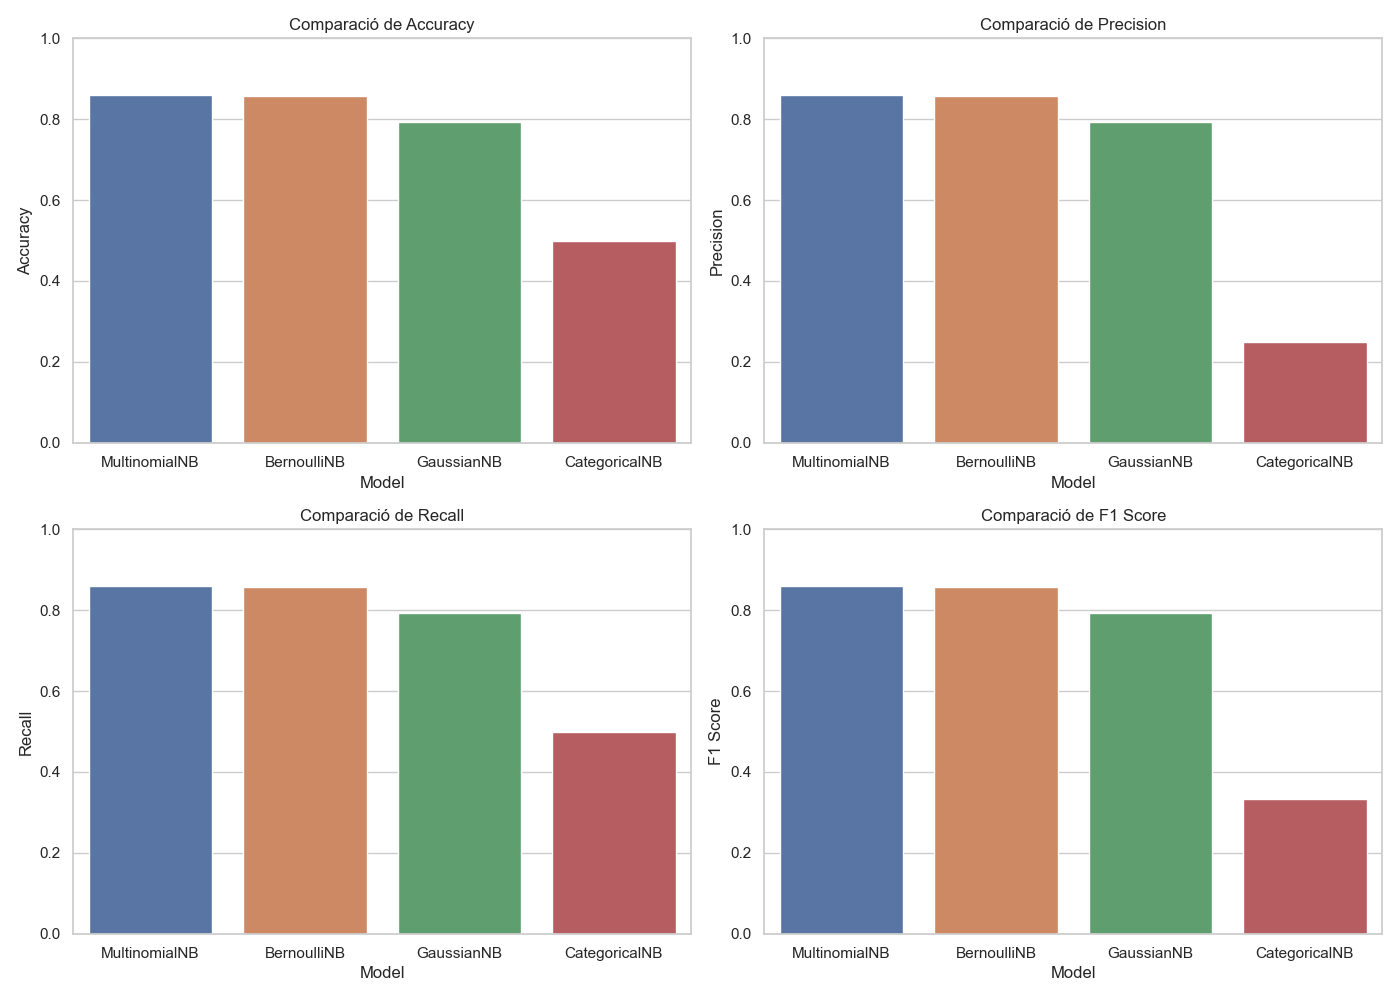 Comparació de Accuracy
1.0
0.8
0.6
0.4
0.2
0.0
Accuracy
MultinomialNB BernoulliNB GaussianNB CategoricalNB
Model
Comparació de Precision
1.0
0.8
0.6
0.4
0.2
0.0
Precision
MultinomialNB BernoulliNB GaussianNB CategoricalNB
Model
Comparació de Recall
1.0
0.8
0.6
0.4
0.2
0.0
Recall
MultinomialNB BernoulliNB GaussianNB CategoricalNB
Model
Comparació de F1 Score
1.0
0.8
0.6
0.4
0.2
0.0
F1 Score
MultinomialNB BernoulliNB GaussianNB CategoricalNB
Model